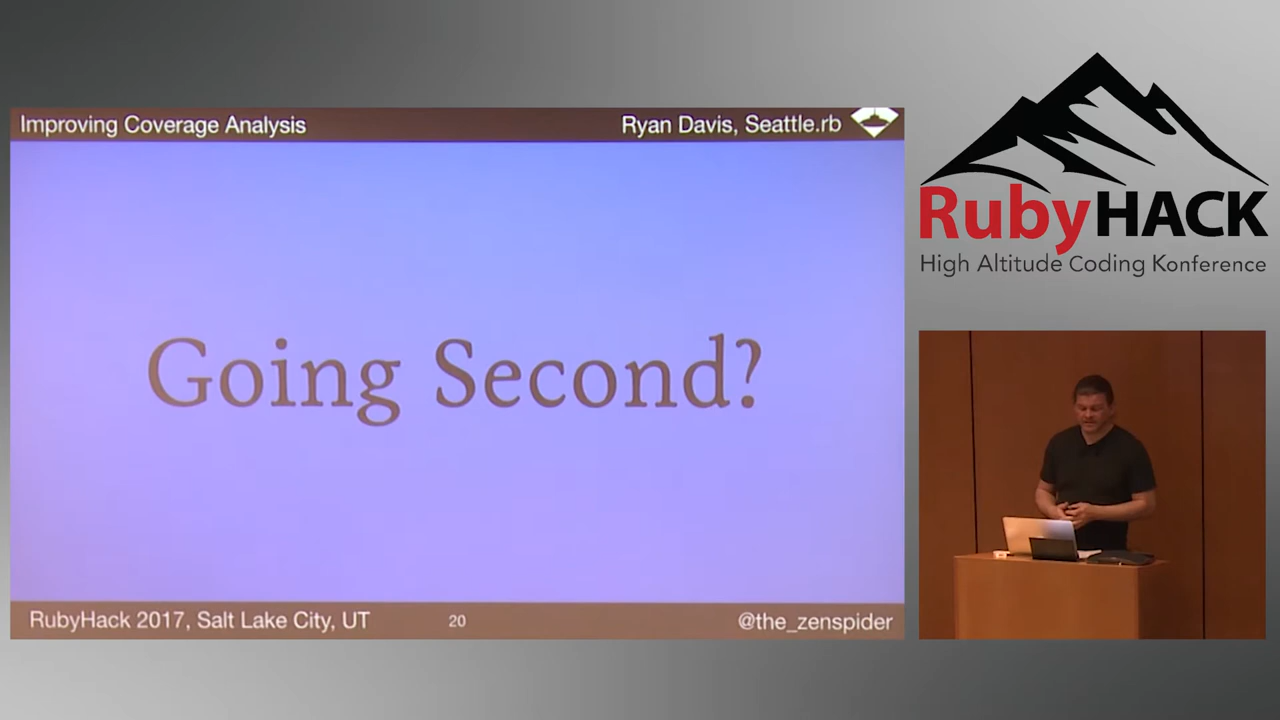 Improving Coverage Analysis
Ryan Davis, Seattle.rb
Going Second?
RubyHack 2017, Salt Lake City, UT
20
@the_zenspider
RubyHACK
High Altitude Coding Konference